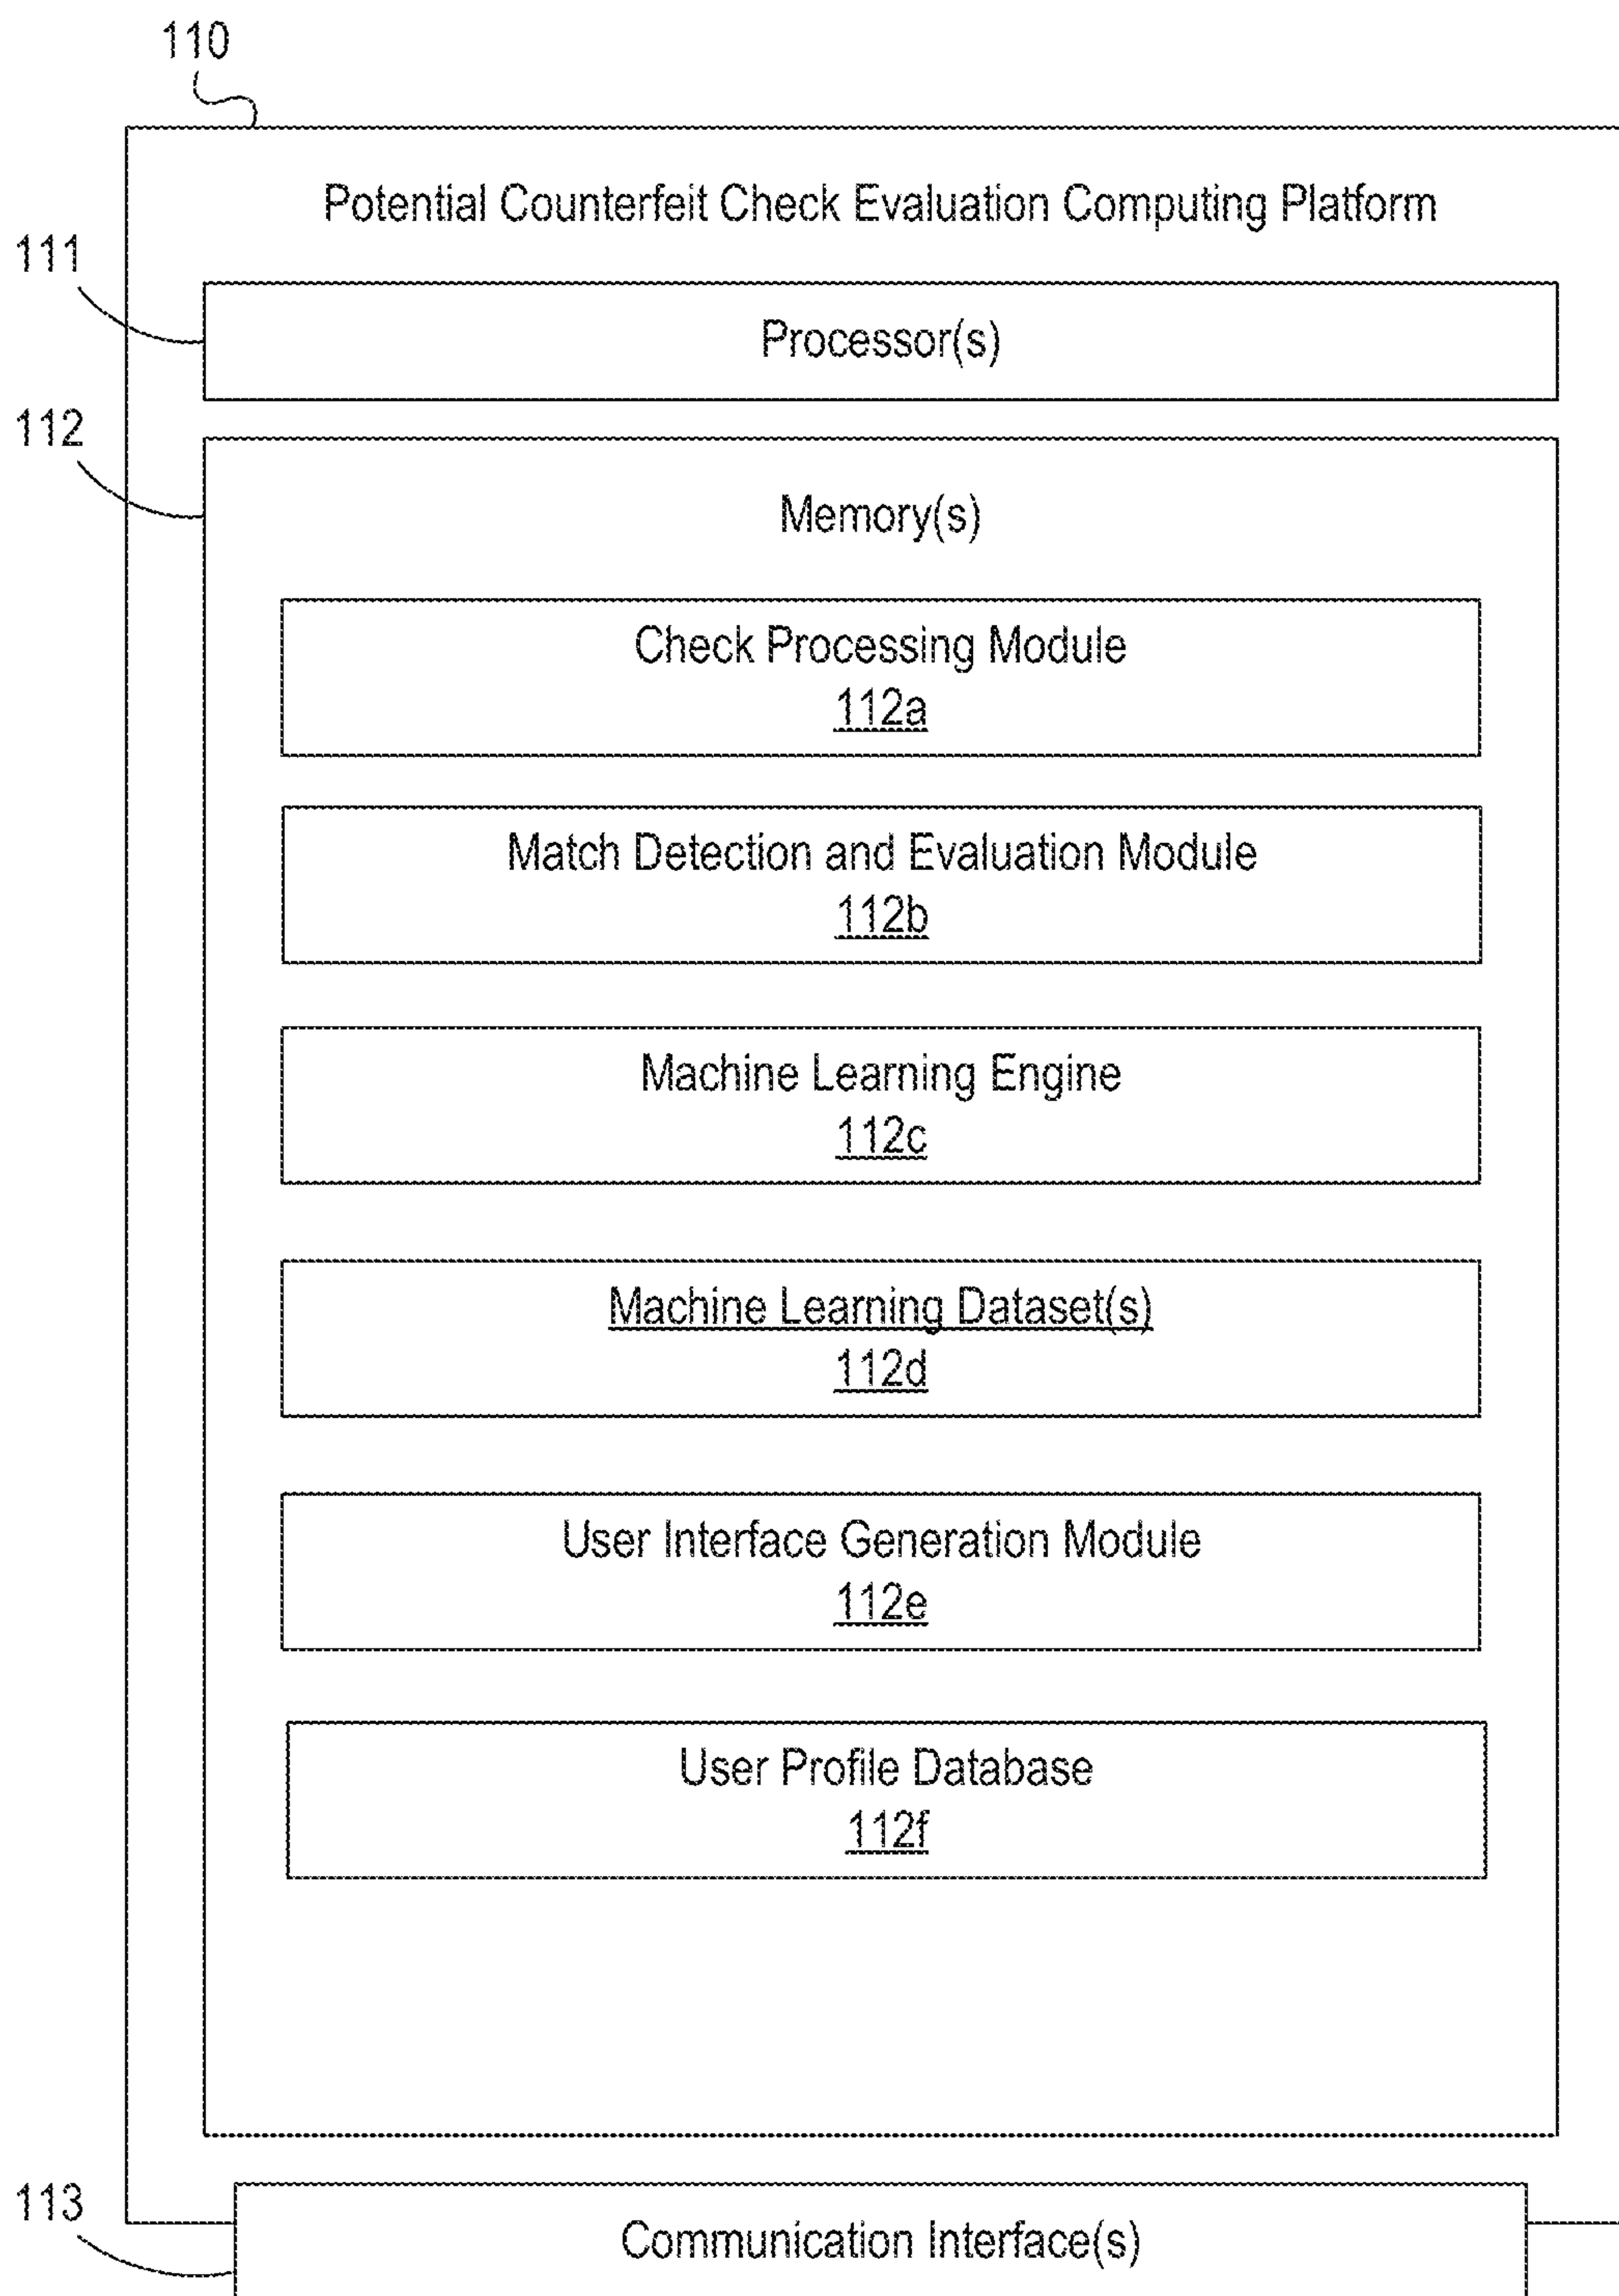 110
Potential Counterfeit Check Evaluation Computing Platform
111
Processor(s)
112
Memory(s)
Check Processing Module
112a
Match Detection and Evaluation Module
112b
Machine Learning Engine
112c
Machine Learning Dataset(s)
112d
User Interface Generation Module
112e
User Profile Database
112f
113
Communication Interface(s)